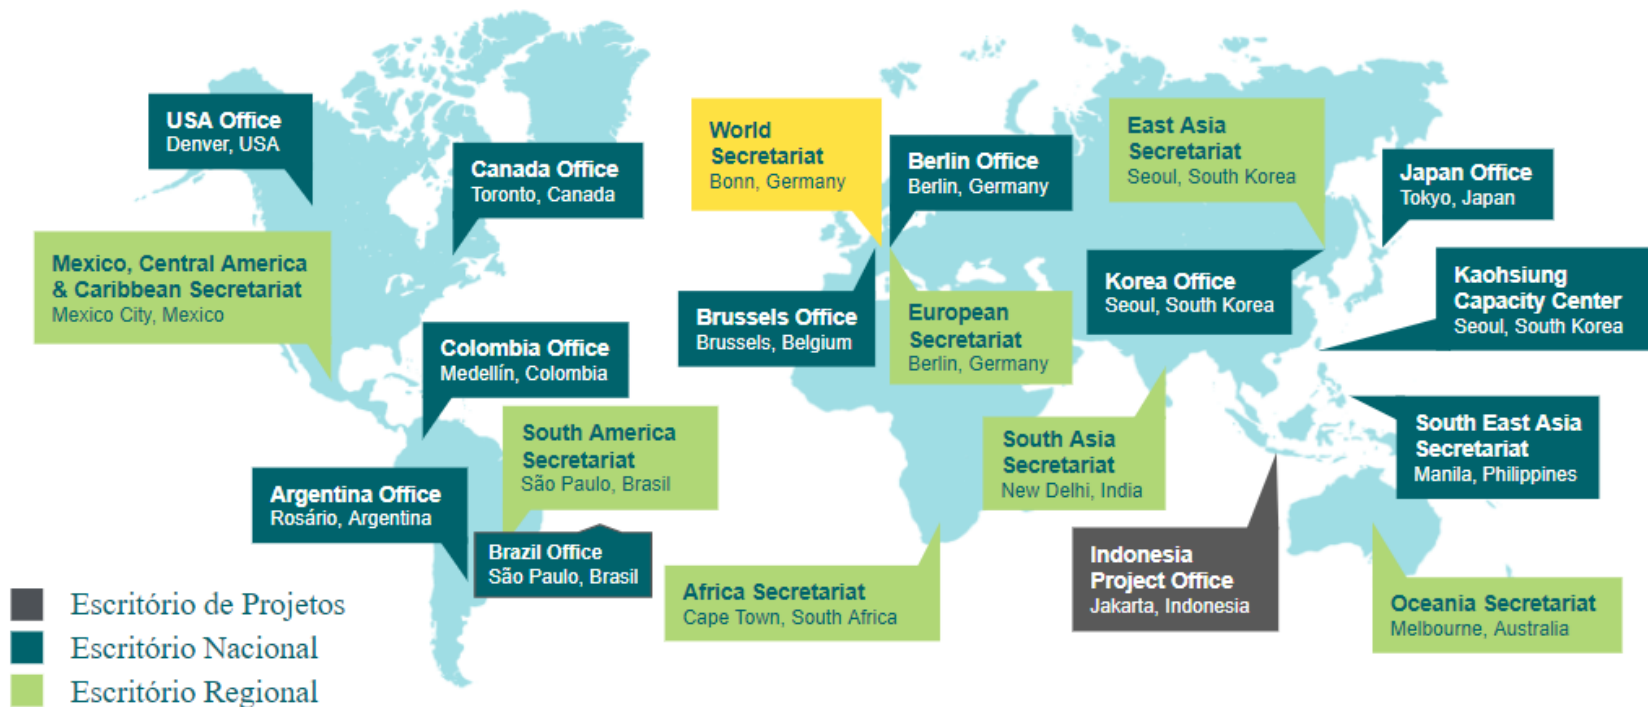 USA Office
Denver, USA
Canada Office
Toronto, Canada
World
Secretariat
Bonn, Germany
Berlin Office
Berlin, Germany
East Asia
Secretariat
Seoul, South Korea
Japan Office
Tokyo, Japan
Mexico, Central America
& Caribbean Secretariat
Mexico City, Mexico
Brussels Office
Brussels, Belgium
European
Secretariat
Berlin, Germany
Korea Office
Seoul, South Korea
Kaohsiung
Capacity Center
Seoul, South Korea
Colombia Office
Medellín, Colombia
South America
Secretariat
São Paulo, Brasil
South Asia
Secretariat
New Delhi, India
South East Asia
Secretariat
Manila, Philippines
Argentina Office
Rosário, Argentina
Brazil Office
São Paulo, Brasil
Africa Secretariat
Cape Town, South Africa
Indonesia
Project Office
Jakarta, Indonesia
Oceania Secretariat
Melbourne, Australia
Escritório de Projetos
Escritório Nacional
Escritório Regional